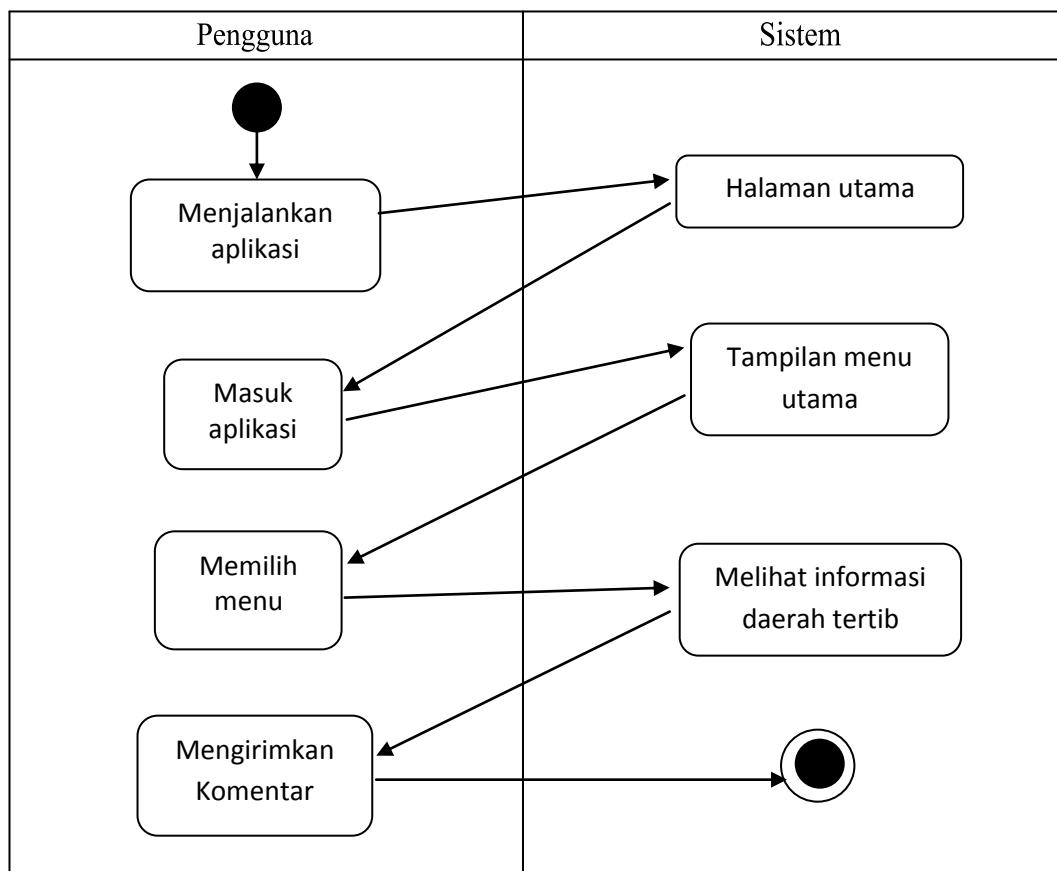 Pengguna
Sistem
Menjalankan
aplikasi
Halaman utama
Masuk
aplikasi
Tampilan menu
utama
Memilih
menu
Melihat informasi
daerah tertib
Mengirimkan
Komentar